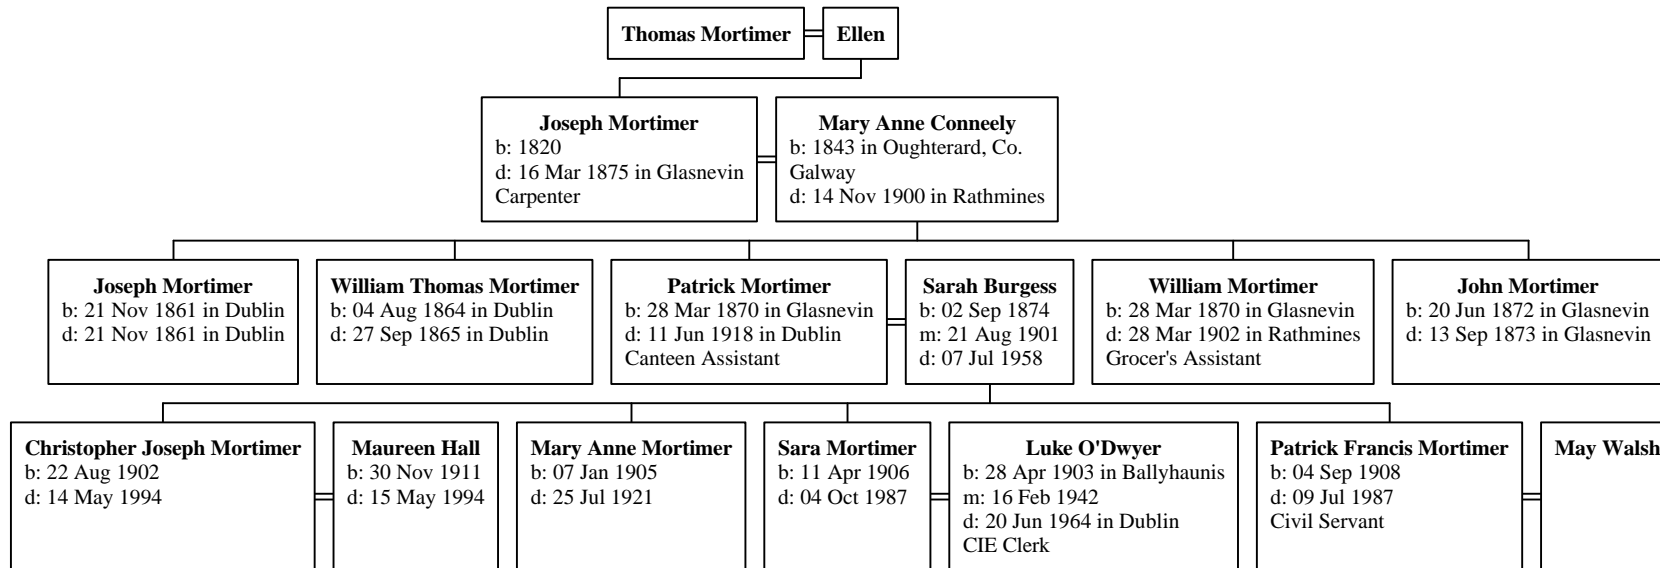 Thomas Mortimer
Ellen
Joseph Mortimer
b: 1820
d: 16 Mar 1875 in Glasnevin
Carpenter
Mary Anne Conneely
b: 1843 in Oughterard, Co.
Galway
d: 14 Nov 1900 in Rathmines
Joseph Mortimer
b: 21 Nov 1861 in Dublin
d: 21 Nov 1861 in Dublin
William Thomas Mortimer
b: 04 Aug 1864 in Dublin
d: 27 Sep 1865 in Dublin
Patrick Mortimer
b: 28 Mar 1870 in Glasnevin
d: 11 Jun 1918 in Dublin
Canteen Assistant
Sarah Burgess
b: 02 Sep 1874
m: 21 Aug 1901
d: 07 Jul 1958
William Mortimer
b: 28 Mar 1870 in Glasnevin
d: 28 Mar 1902 in Rathmines
Grocer's Assistant
John Mortimer
b: 20 Jun 1872 in Glasnevin
d: 13 Sep 1873 in Glasnevin
Christopher Joseph Mortimer
b: 22 Aug 1902
d: 14 May 1994
Maureen Hall
b: 30 Nov 1911
d: 15 May 1994
Mary Anne Mortimer
b: 07 Jan 1905
d: 25 Jul 1921
Sara Mortimer
b: 11 Apr 1906
d: 04 Oct 1987
Luke O'Dwyer
b: 28 Apr 1903 in Ballyhaunis
m: 16 Feb 1942
d: 20 Jun 1964 in Dublin
CIE Clerk
Patrick Francis Mortimer
b: 04 Sep 1908
d: 09 Jul 1987
Civil Servant
May Walsh